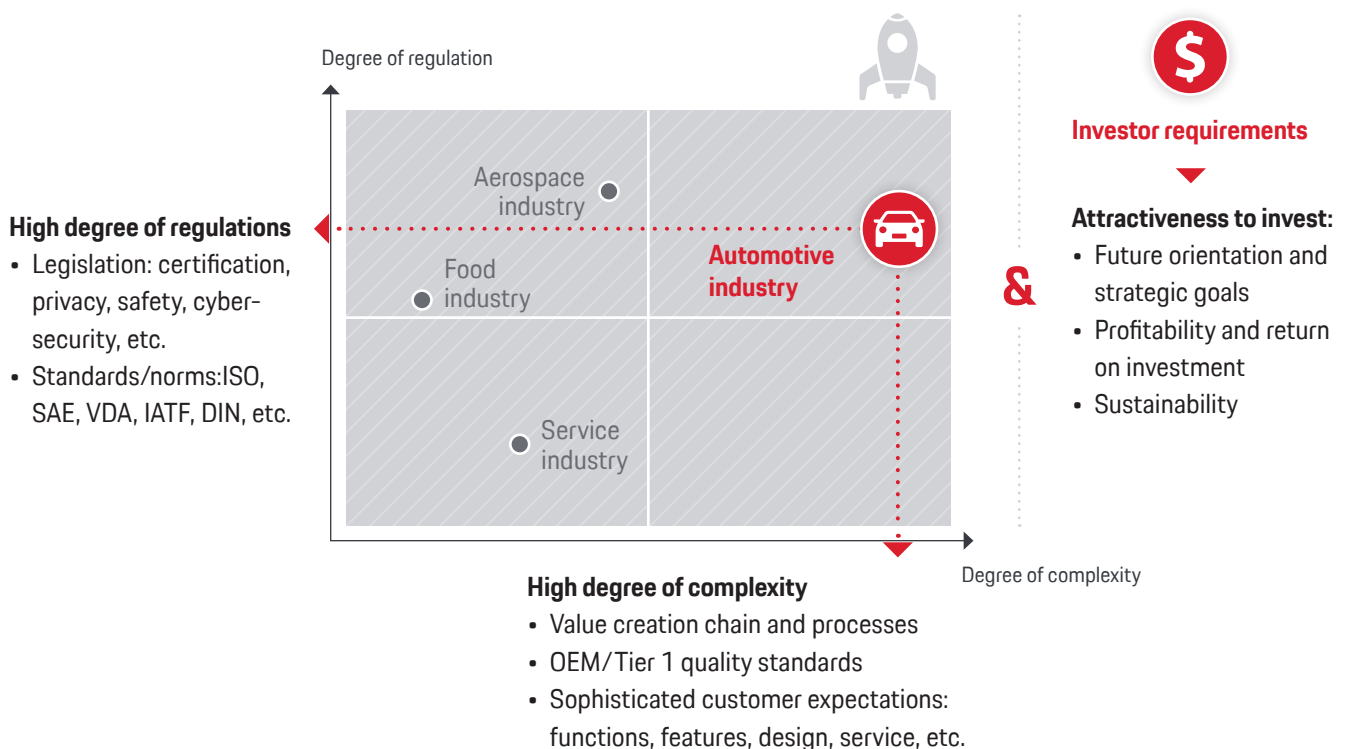 Degree of regulation
$
Investor requirements
Attractiveness to invest:
• Future orientation and
strategic goals
• Profitability and return
on investment
• Sustainability
&
High degree of regulations
• Legislation: certification,
privacy, safety, cyber-
security, etc.
• Standards/norms:ISO,
SAE, VDA, IATF, DIN, etc.
Aerospace
industry
Automotive
industry
Food
industry
Service
industry
Degree of complexity
High degree of complexity
• Value creation chain and processes
• OEM/Tier 1 quality standards
• Sophisticated customer expectations:
functions, features, design, service, etc.